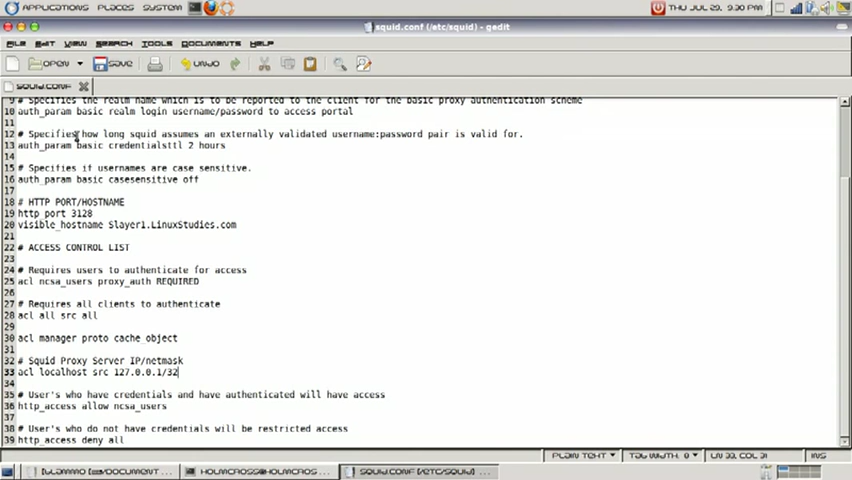 Applications Places System
Thu Jul 29, 9:30 PM
squid.conf (/etc/squid) - gedit
File Edit View Search Tools Documents Help
Open Save Undo
squid.conf
9 # Specifies the realm name which is to be reported to the client for the basic proxy authentication scheme
10 auth_param basic realm login username/password to access portal
11
12 # Specifies how long squid assumes an externally validated username:password pair is valid for.
13 auth_param basic credentialsttl 2 hours
14
15 # Specifies if usernames are case sensitive.
16 auth_param basic casesensitive off
17
18 # HTTP PORT/HOSTNAME
19 http_port 3128
20 visible_hostname Slayer1.LinuxStudies.com
21
22 # ACCESS CONTROL LIST
23
24 # Requires users to authenticate for access
25 acl ncsa_users proxy_auth REQUIRED
26
27 # Requires all clients to authenticate
28 acl all src all
29
30 acl manager proto cache_object
31
32 # Squid Proxy Server IP/netmask
33 acl localhost src 127.0.0.1/32
34
35 # User's who have credentials and have authenticated will have access
36 http_access allow ncsa_users
37
38 # User's who do not have credentials will be restricted access
39 http_access deny all
Plain Text Tab Width: 8 Ln 33, Col 31 INS
holmcross@holmcros... squid.conf (/etc/squid) ...